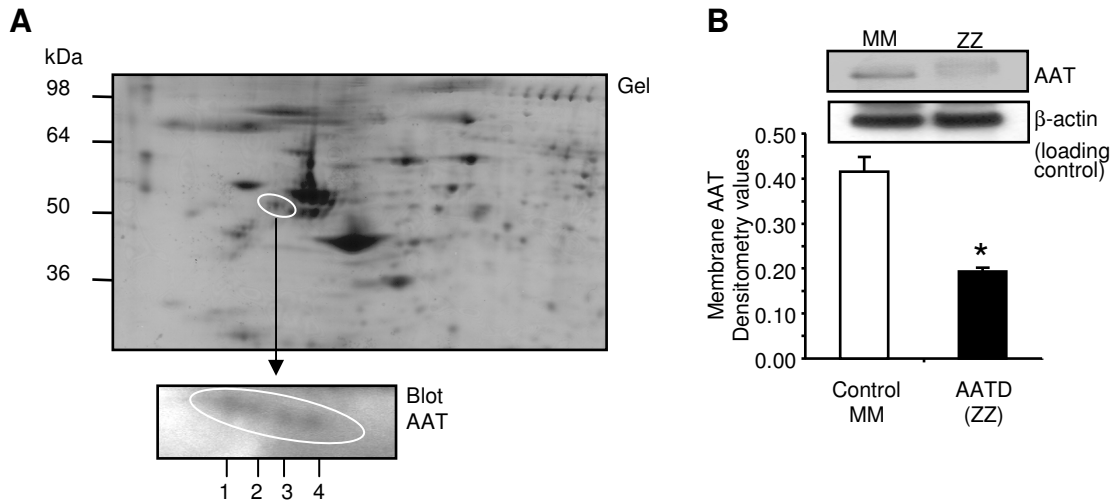 A
kDa
98
64
50
36
Gel
Blot
AAT
1 2 3 4
B
MM ZZ
AAT
β-actin
(loading
control)
Membrane AAT
Densitometry values
0.50
0.40
0.30
0.20
0.10
0.00
*
Control
MM
AATD
(ZZ)